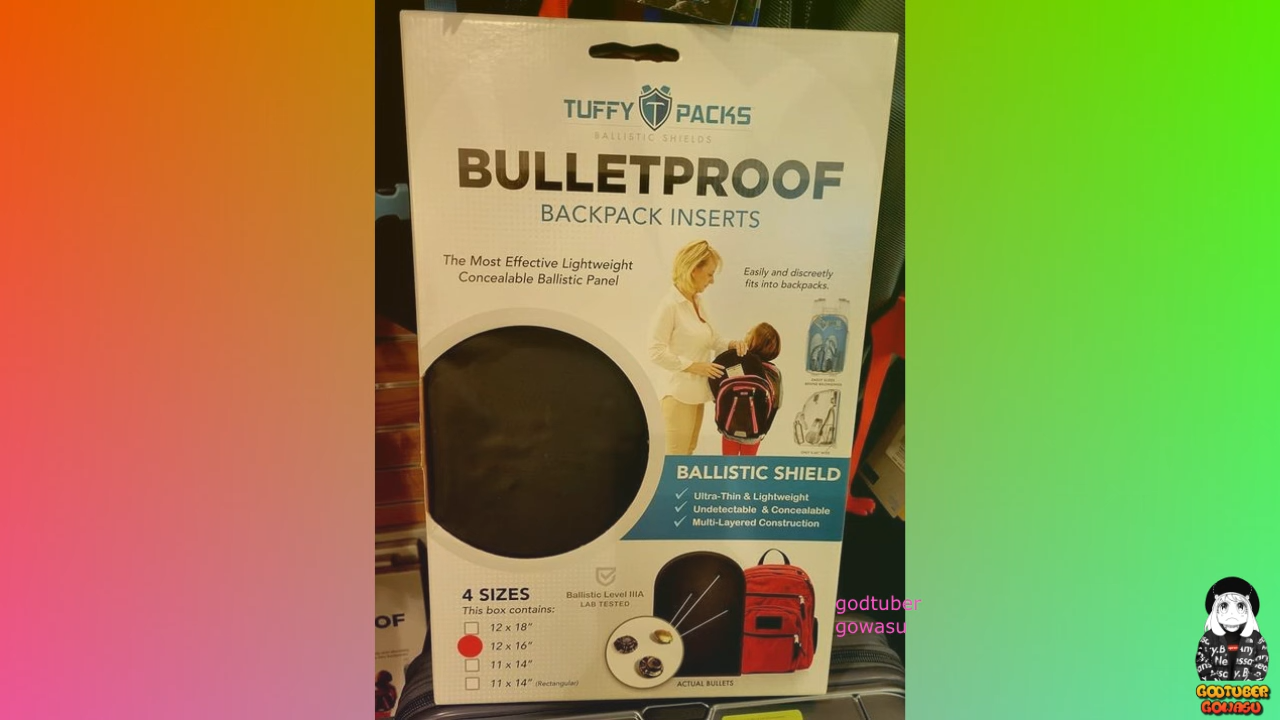 TUFFY PACKS
BALLISTIC SHIELDS
BULLETPROOF
BACKPACK INSERTS
The Most Effective Lightweight
Concealable Ballistic Panel
Easily and discreetly
fits into backpacks.
BALLISTIC SHIELD
Ultra-Thin & Lightweight
Undetectable & Concealable
Multi-Layered Construction
4 SIZES
This box contains:
12 x 18"
12 x 16"
11 x 14"
11 x 14" (Rectangular)
Ballistic Level IIIA
LAB TESTED
ACTUAL BULLETS
OF
godtuber
gowasu
GODTUBER
GOWASU